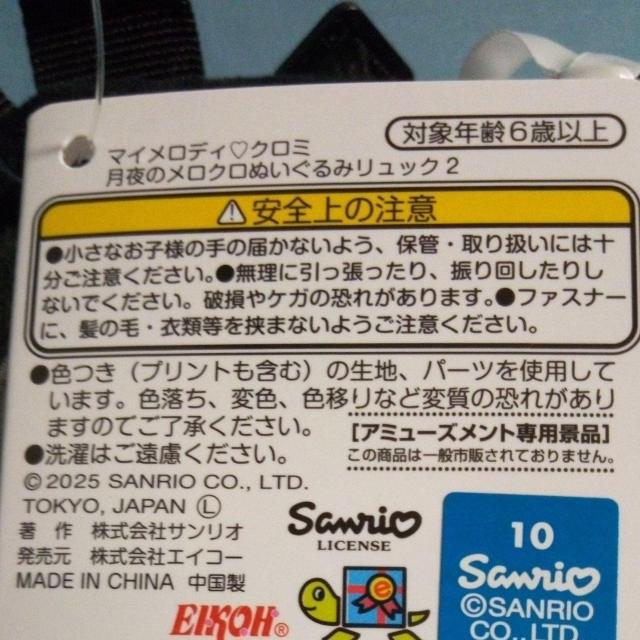 対象年齢6歳以上
マイメロディ♡クロミ
月夜のメロクロぬいぐるみリュック2
⚠安全上の注意
●小さなお子様の手の届かないよう、保管・取り扱いには十
分ご注意ください。●無理に引っ張ったり、振り回したりし
ないでください。破損やケガの恐れがあります。●ファスナー
に、髪の毛・衣類等を挟まないようご注意ください。
●色つき（プリントも含む）の生地、パーツを使用して
います。色落ち、変色、色移りなど変質の恐れがあり
ますのでご了承ください。
●洗濯はご遠慮ください。
[アミューズメント専用景品]
この商品は一般市販されておりません。
©2025 SANRIO CO., LTD.
TOKYO, JAPAN Ⓛ
著 作 株式会社サンリオ
発売元 株式会社エイコー
MADE IN CHINA 中国製
Sanrio
LICENSE
EIKOH®
e
10
Sanrio
©SANRIO
CO.,LTD.